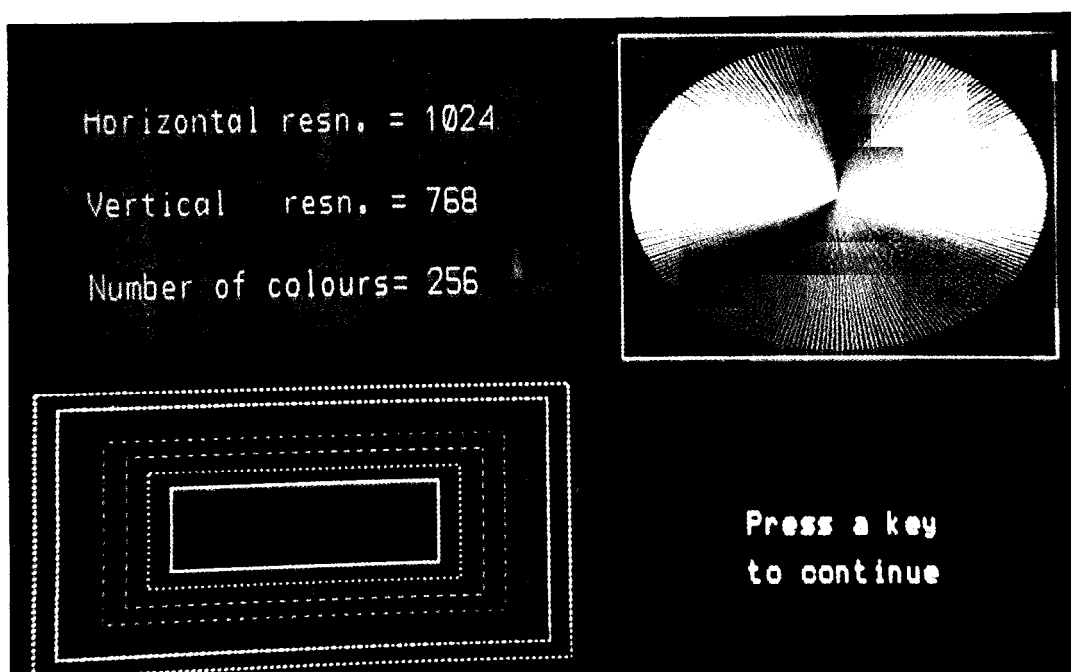 Horizontal resn. = 1024
Vertical resn. = 768
Number of colours= 256
Press a key
to continue